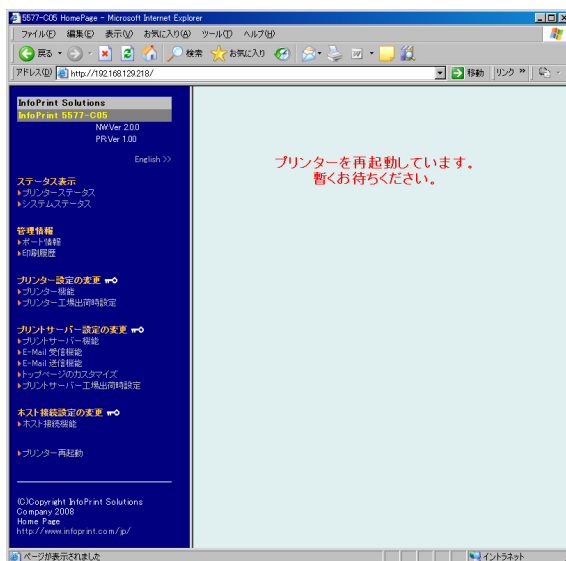 5577-C05 HomePage - Microsoft Internet Explorer
ファイル(F) 編集(E) 表示(V) お気に入り(A) ツール(T) ヘルプ(H)
戻る 検索 お気に入り
アドレス(D) http://192.168.129.218/ 移動 リンク »
InfoPrint Solutions
InfoPrint 5577-C05
NW.Ver 2.0.0
PR.Ver 1.00
English >>
ステータス表示
プリンターステータス
システムステータス
管理情報
ポート情報
印刷履歴
プリンター設定の変更
プリンター機能
プリンター工場出荷時設定
プリントサーバー設定の変更
プリントサーバー機能
E-Mail 受信機能
E-Mail 送信機能
トップページのカスタマイズ
プリントサーバー工場出荷時設定
ホスト接続設定の変更
ホスト接続機能
プリンター再起動
(C)Copyright InfoPrint Solutions
Company 2008
Home Page
http://www.infoprint.com/jp/
プリンターを再起動しています。
暫くお待ちください。
ページが表示されました イントラネット